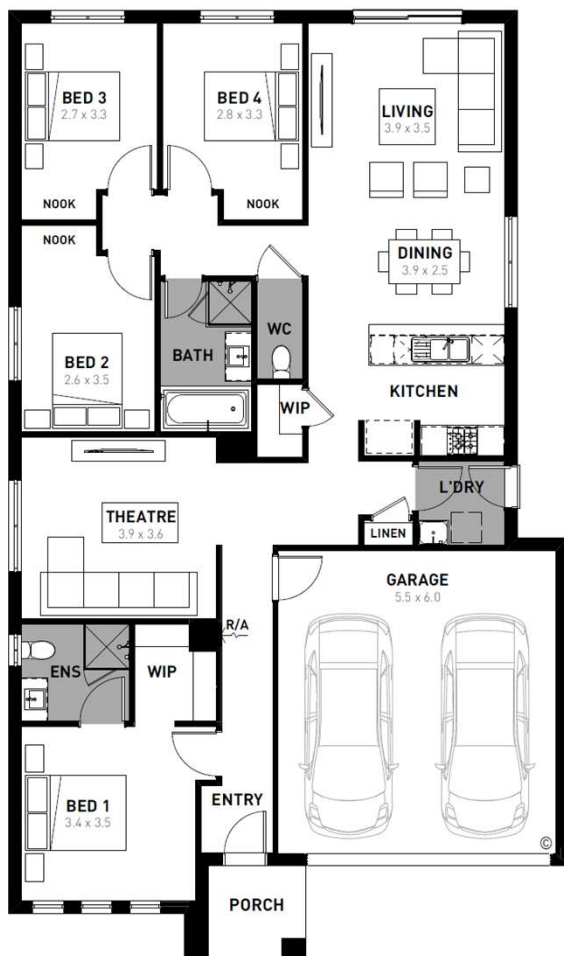 BED 3
2.7 x 3.3
BED 4
2.8 x 3.3
LIVING
3.9 x 3.5
NOOK
NOOK
NOOK
DINING
3.9 x 2.5
WC
BATH
BED 2
2.6 x 3.5
KITCHEN
WIP
L'DRY
THEATRE
3.9 x 3.6
LINEN
GARAGE
5.5 x 6.0
R/A
ENS
WIP
BED 1
3.4 x 3.5
ENTRY
©
PORCH